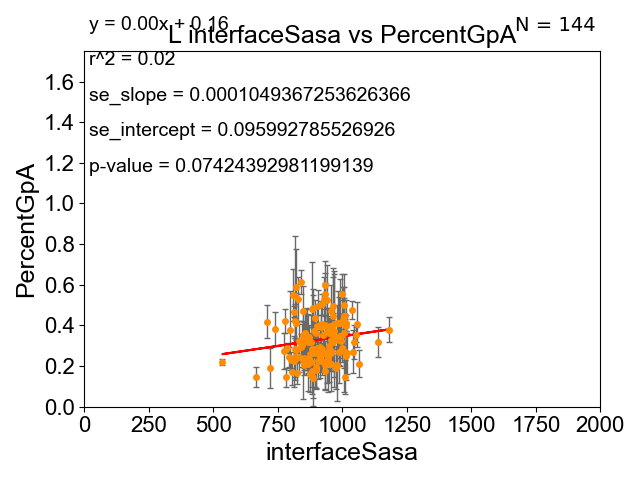 y = 0.00x + 0.16
L interfaceSasa vs PercentGpA
N = 144
r^2 = 0.02
se_slope = 0.0001049367253626366
se_intercept = 0.095992785526926
p-value = 0.07424392981199139
PercentGpA
1.6
1.4
1.2
1.0
0.8
0.6
0.4
0.2
0.0
0 250 500 750 1000 1250 1500 1750 2000
interfaceSasa